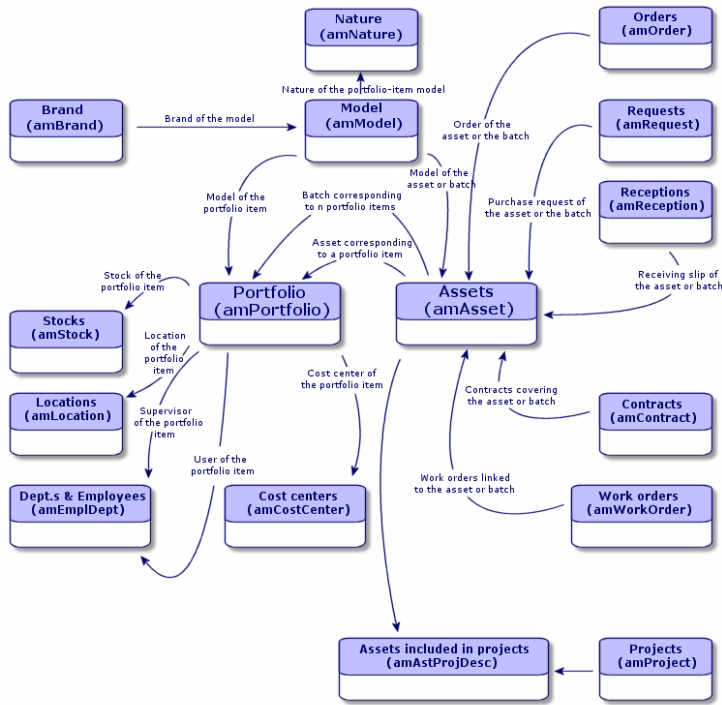 Nature
(amNature)
Orders
(amOrder)
Nature of the portfolio-item model
Brand
(amBrand)
Brand of the model
Model
(amModel)
Order of the
asset or the batch
Requests
(amRequest)
Model of the
portfolio item
Batch corresponding
to n portfolio items
Model of the
asset or batch
Purchase request of
the asset or the batch
Receptions
(amReception)
Asset corresponding
to a portfolio item
Stock of the
portfolio item
Receiving slip of
the asset or batch
Portfolio
(amPortfolio)
Assets
(amAsset)
Stocks
(amStock)
Location
of the
portfolio
item
Cost center of
the portfolio item
Contracts covering
the asset or batch
Locations
(amLocation)
Supervisor
of the portfolio
item
Contracts
(amContract)
User of the
portfolio item
Work orders linked
to the asset or batch
Dept.s & Employees
(amEmplDept)
Cost centers
(amCostCenter)
Work orders
(amWorkOrder)
Assets included in projects
(amAstProjDesc)
Projects
(amProject)